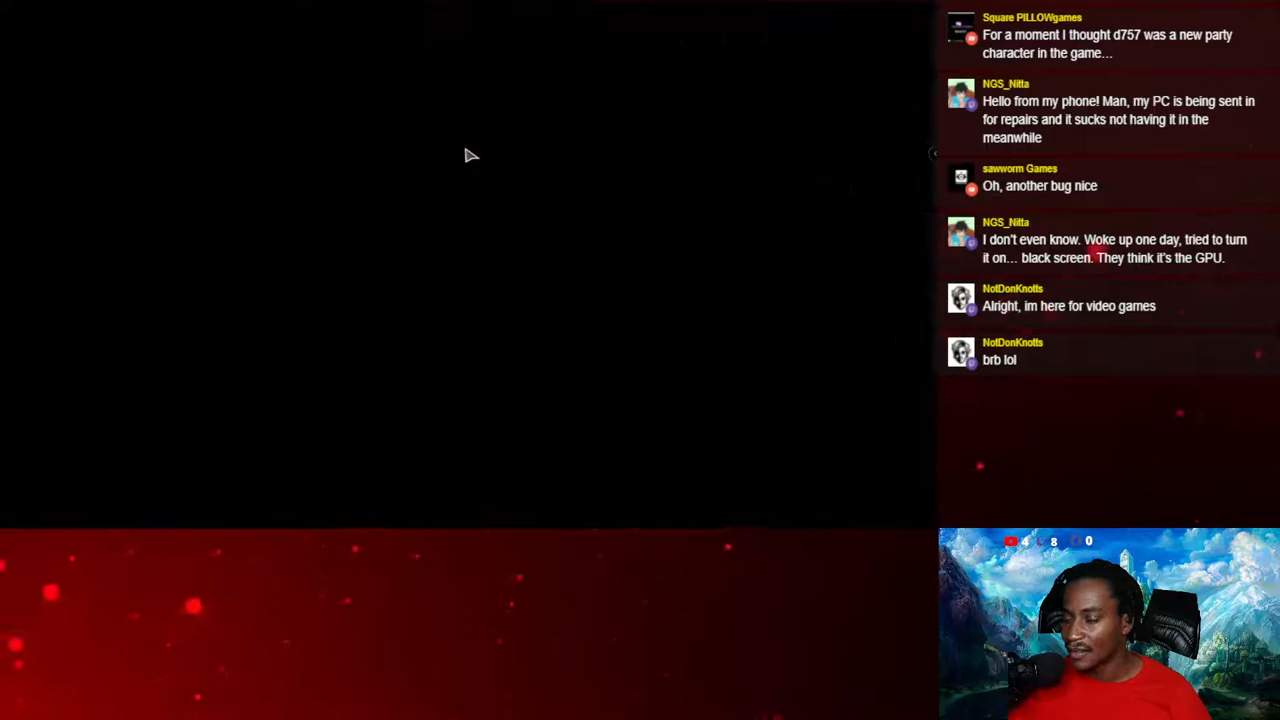 Square PILLOWgames
For a moment I thought d757 was a new party
character in the game...
NGS_Nitta
Hello from my phone! Man, my PC is being sent in
for repairs and it sucks not having it in the
meanwhile
sawworm Games
Oh, another bug nice
NGS_Nitta
I don't even know. Woke up one day, tried to turn
it on... black screen. They think it's the GPU.
NotDonKnotts
Alright, im here for video games
NotDonKnotts
brb lol
4 8 0